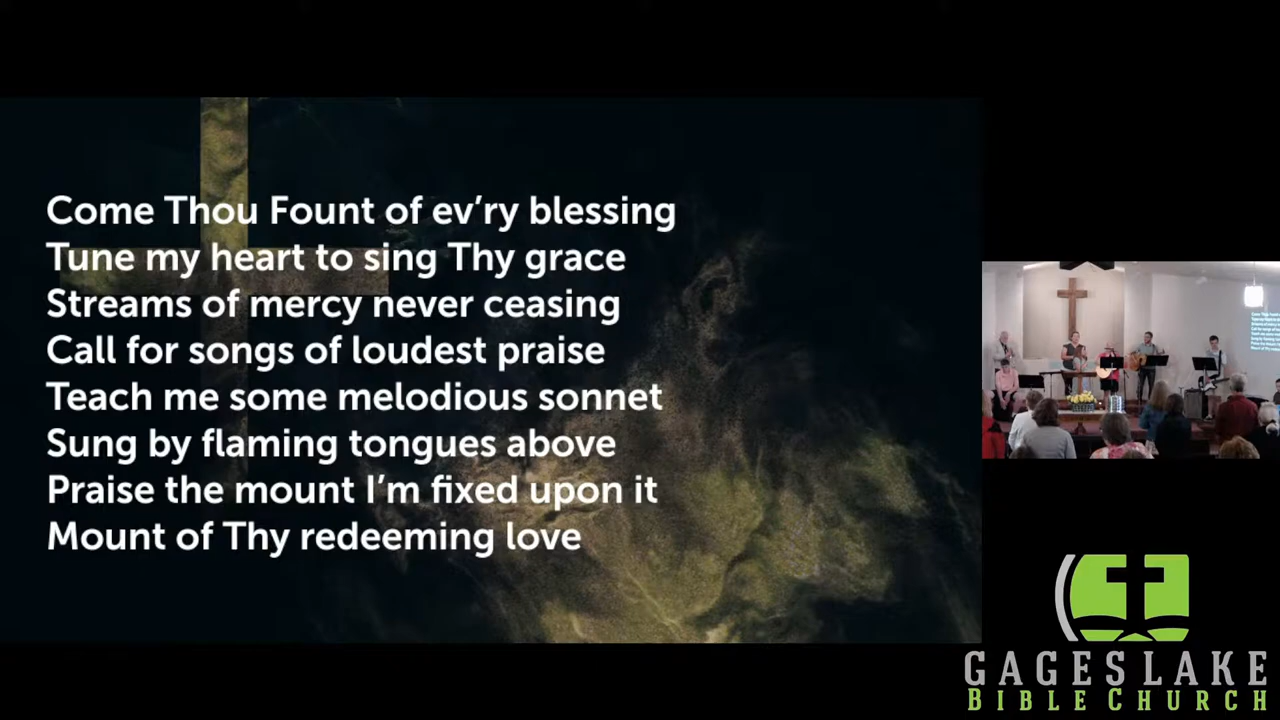 Come Thou Fount of ev’ry blessing
Tune my heart to sing Thy grace
Streams of mercy never ceasing
Call for songs of loudest praise
Teach me some melodious sonnet
Sung by flaming tongues above
Praise the mount I’m fixed upon it
Mount of Thy redeeming love
GAGESLAKE
BIBLE CHURCH